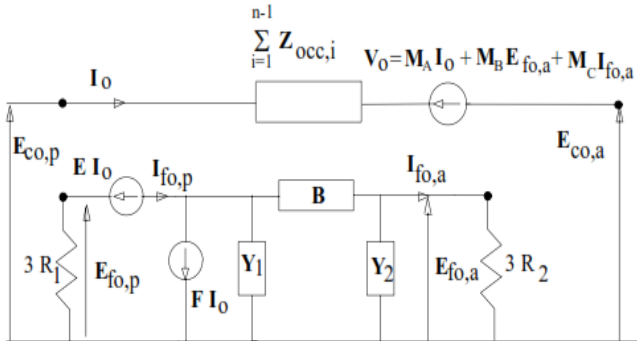 n-1
∑ Z_occ,i
i=1
V_o = M_A I_o + M_B E_fo,a + M_C I_fo,a
I_o
E_co,p
E_co,a
E I_o
I_fo,p
I_fo,a
B
3 R_1
E_fo,p
F I_o
Y_1
Y_2
E_fo,a
3 R_2